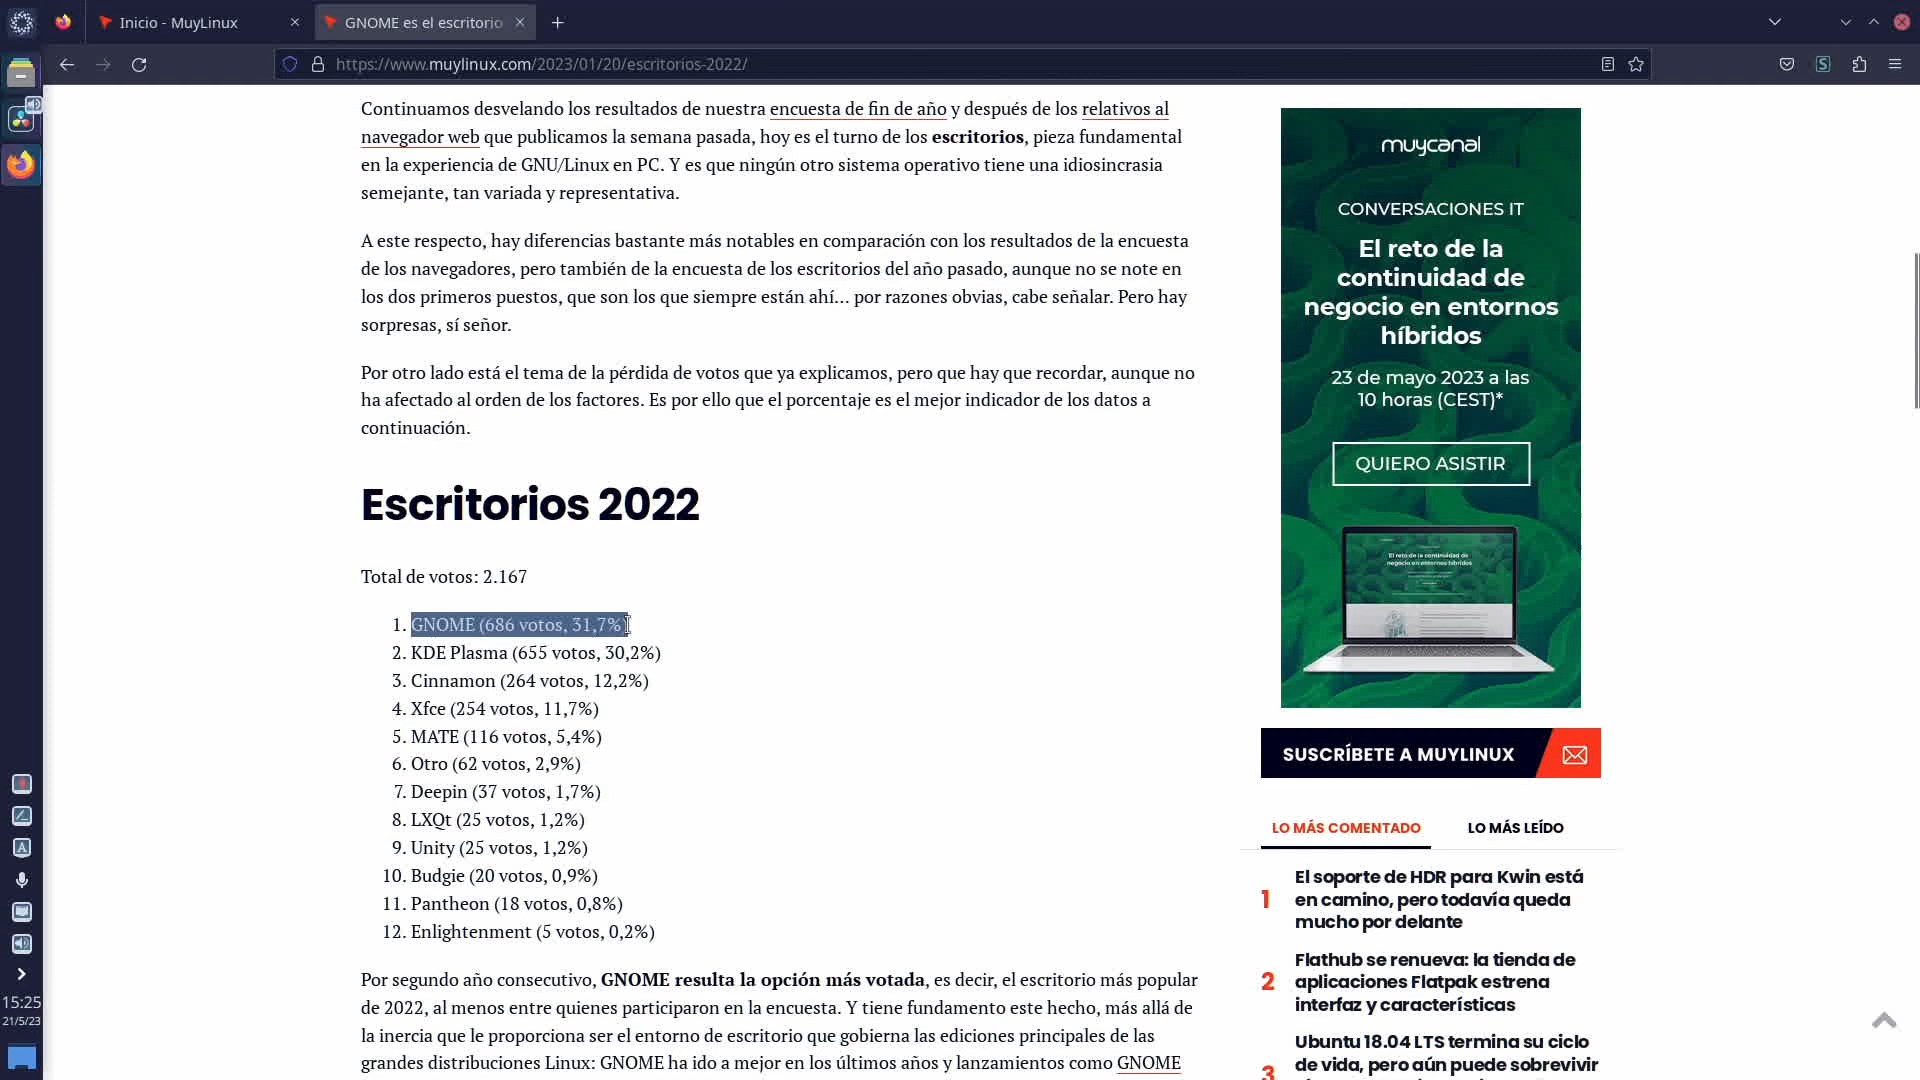 Inicio - MuyLinux
GNOME es el escritorio
https://www.muylinux.com/2023/01/20/escritorios-2022/
Continuamos desvelando los resultados de nuestra encuesta de fin de año y después de los relativos al
navegador web que publicamos la semana pasada, hoy es el turno de los escritorios, pieza fundamental
en la experiencia de GNU/Linux en PC. Y es que ningún otro sistema operativo tiene una idiosincrasia
semejante, tan variada y representativa.
A este respecto, hay diferencias bastante más notables en comparación con los resultados de la encuesta
de los navegadores, pero también de la encuesta de los escritorios del año pasado, aunque no se note en
los dos primeros puestos, que son los que siempre están ahí… por razones obvias, cabe señalar. Pero hay
sorpresas, sí señor.
Por otro lado está el tema de la pérdida de votos que ya explicamos, pero que hay que recordar, aunque no
ha afectado al orden de los factores. Es por ello que el porcentaje es el mejor indicador de los datos a
continuación.
Escritorios 2022
Total de votos: 2.167
1. GNOME (686 votos, 31,7%)
2. KDE Plasma (655 votos, 30,2%)
3. Cinnamon (264 votos, 12,2%)
4. Xfce (254 votos, 11,7%)
5. MATE (116 votos, 5,4%)
6. Otro (62 votos, 2,9%)
7. Deepin (37 votos, 1,7%)
8. LXQt (25 votos, 1,2%)
9. Unity (25 votos, 1,2%)
10. Budgie (20 votos, 0,9%)
11. Pantheon (18 votos, 0,8%)
12. Enlightenment (5 votos, 0,2%)
Por segundo año consecutivo, GNOME resulta la opción más votada, es decir, el escritorio más popular
de 2022, al menos entre quienes participaron en la encuesta. Y tiene fundamento este hecho, más allá de
la inercia que le proporciona ser el entorno de escritorio que gobierna las ediciones principales de las
grandes distribuciones Linux: GNOME ha ido a mejor en los últimos años y lanzamientos como GNOME
muycanal
CONVERSACIONES IT
El reto de la
continuidad de
negocio en entornos
híbridos
23 de mayo 2023 a las
10 horas (CEST)*
QUIERO ASISTIR
El reto de la continuidad de
negocio en entornos híbridos
SUSCRÍBETE A MUYLINUX
LO MÁS COMENTADO
LO MÁS LEÍDO
1
El soporte de HDR para Kwin está
en camino, pero todavía queda
mucho por delante
2
Flathub se renueva: la tienda de
aplicaciones Flatpak estrena
interfaz y características
3
Ubuntu 18.04 LTS termina su ciclo
de vida, pero aún puede sobrevivir
15:25
21/5/23